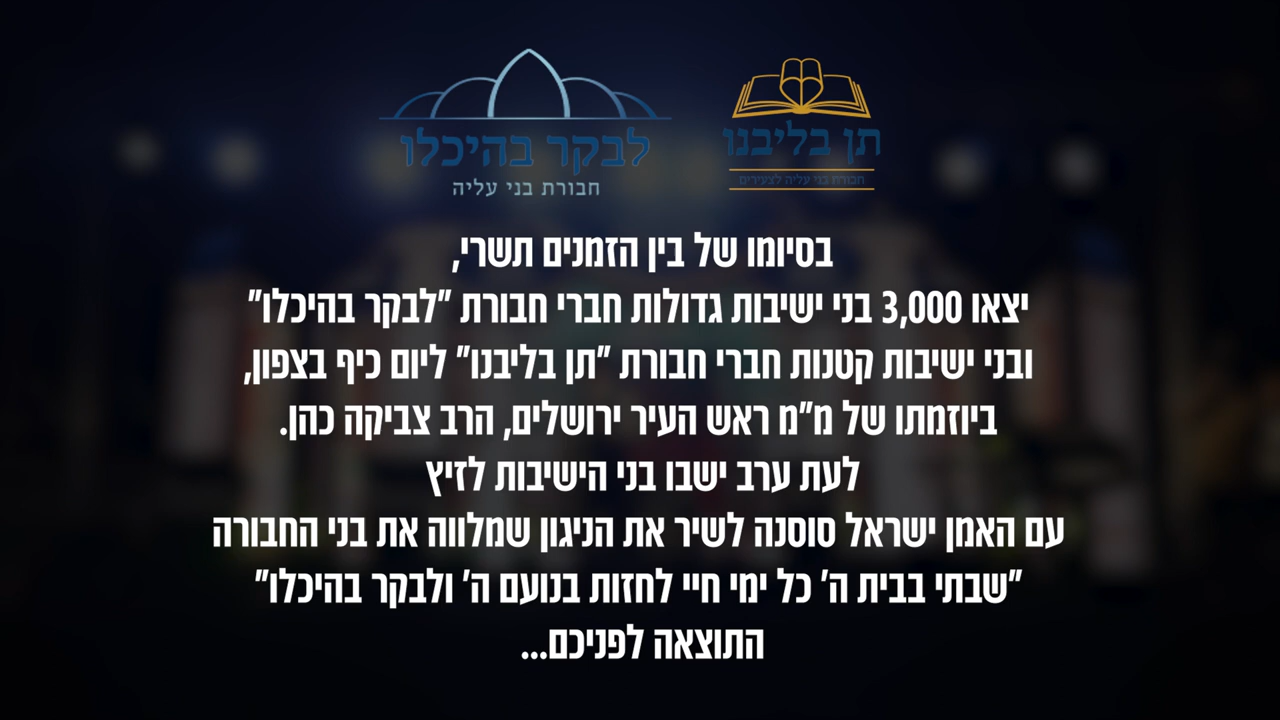 תן בליבנו
חבורת בני עליה לצעירים
לבקר בהיכלו
חבורת בני עליה
בסיומו של בין הזמנים תשרי,
יצאו 3,000 בני ישיבות גדולות חברי חבורת "לבקר בהיכלו"
ובני ישיבות קטנות חברי חבורת "תן בליבנו" ליום כיף בצפון,
ביוזמתו של מ"מ ראש העיר ירושלים, הרב צביקה כהן.
לעת ערב ישבו בני הישיבות לזיץ
עם האמן ישראל סוסנה לשיר את הניגון שמלווה את בני החבורה
"שבתי בבית ה' כל ימי חיי לחזות בנועם ה' ולבקר בהיכלו"
התוצאה לפניכם...